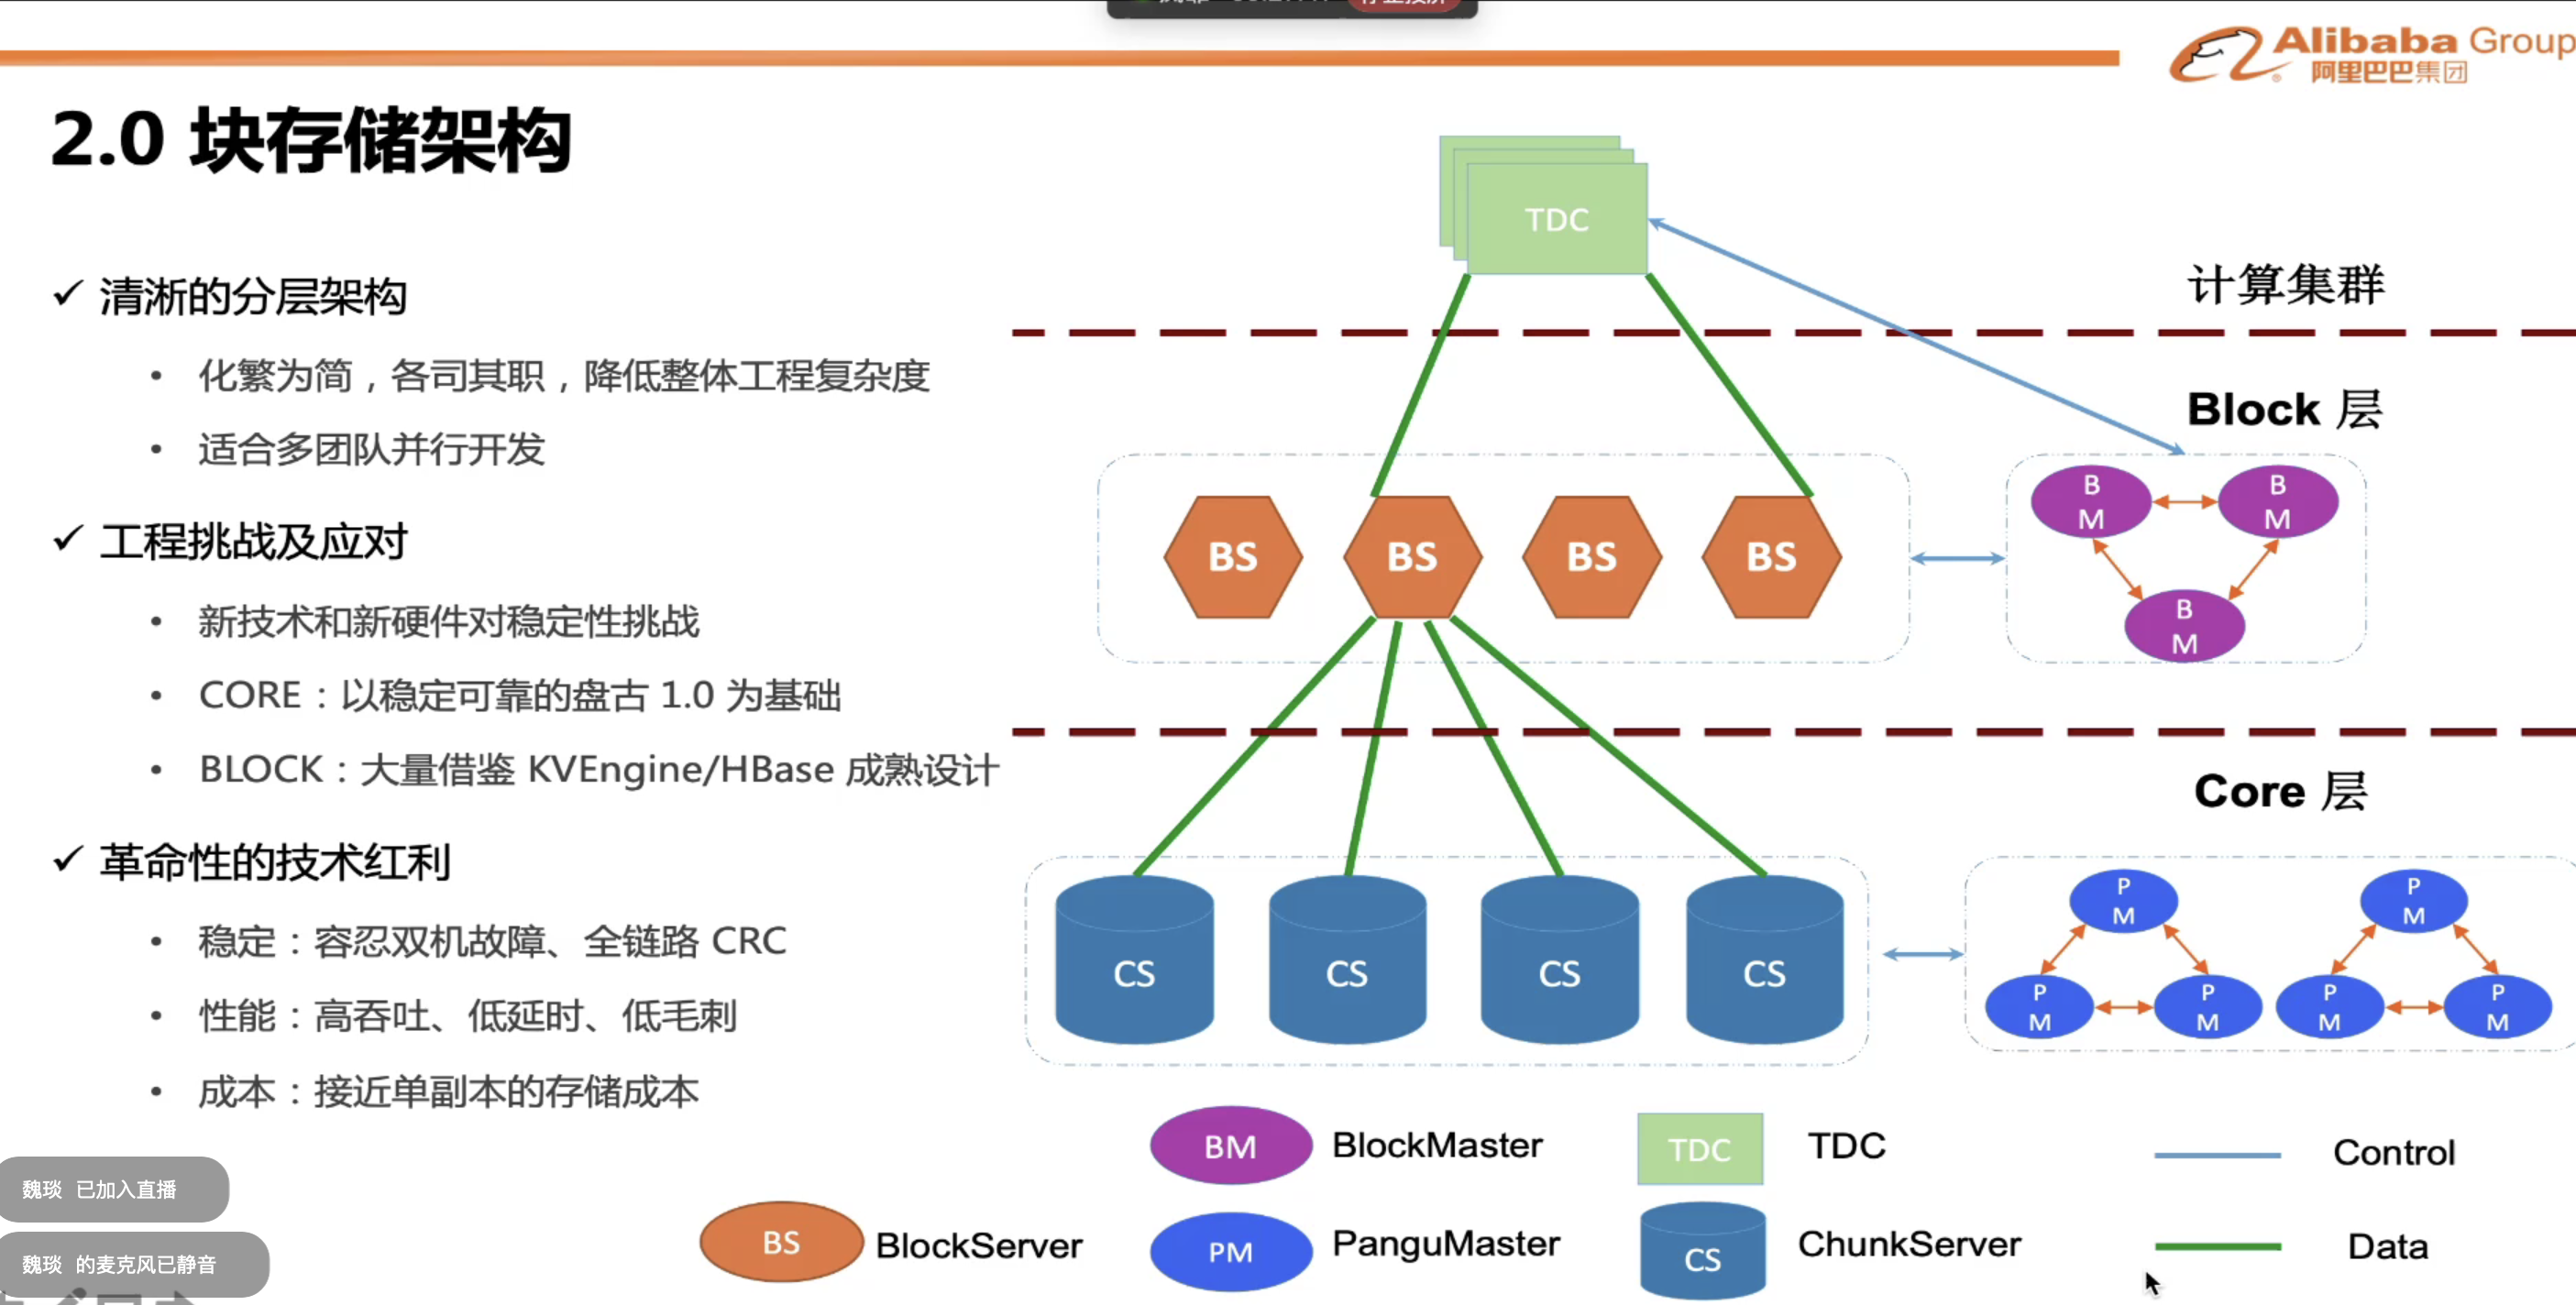 Alibaba Group
阿里巴巴集团
2.0 块存储架构
✓ 清淅的分层架构
• 化繁为简，各司其职，降低整体工程复杂度
• 适合多团队并行开发
✓ 工程挑战及应对
• 新技术和新硬件对稳定性挑战
• CORE：以稳定可靠的盘古 1.0 为基础
• BLOCK：大量借鉴 KVEngine/HBase 成熟设计
✓ 革命性的技术红利
• 稳定：容忍双机故障、全链路 CRC
• 性能：高吞吐、低延时、低毛刺
• 成本：接近单副本的存储成本
TDC
计算集群
Block 层
BS
BS
BS
BS
B
M
B
M
B
M
Core 层
CS
CS
CS
CS
P
M
P
M
P
M
P
M
P
M
P
M
BM BlockMaster
TDC TDC
Control
BS BlockServer
PM PanguMaster
CS ChunkServer
Data
魏琰 已加入直播
魏琰 的麦克风已静音